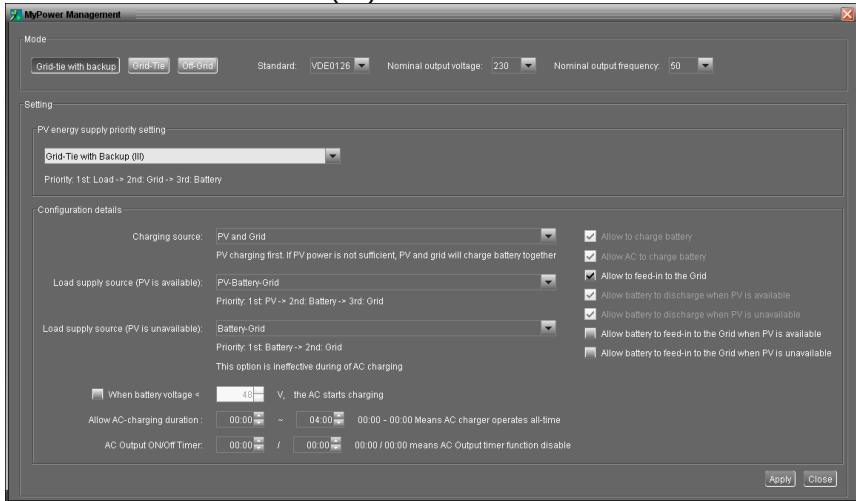 MyPower Management
Mode
Grid-tie with backup Grid-Tie Off-Grid Standard: VDE0126 Nominal output voltage: 230 Nominal output frequency: 50
Setting
PV energy supply priority setting
Grid-Tie with Backup (III)
Priority: 1st: Load -> 2nd: Grid -> 3rd: Battery
Configuration details
Charging source: PV and Grid
PV charging first. If PV power is not sufficient, PV and grid will charge battery together
Load supply source (PV is available): PV-Battery-Grid
Priority: 1st: PV -> 2nd: Battery -> 3rd: Grid
Load supply source (PV is unavailable): Battery-Grid
Priority: 1st: Battery -> 2nd: Grid
This option is ineffective during of AC charging
When battery voltage < 48 V, the AC starts charging
Allow AC-charging duration : 00:00 ~ 04:00 00:00 – 00:00 Means AC charger operates all-time
AC Output ON/Off Timer: 00:00 / 00:00 00:00 / 00:00 means AC Output timer function disable
Allow to charge battery
Allow AC to charge battery
Allow to feed-in to the Grid
Allow battery to discharge when PV is available
Allow battery to discharge when PV is unavailable
Allow battery to feed-in to the Grid when PV is available
Allow battery to feed-in to the Grid when PV is unavailable
Apply Close